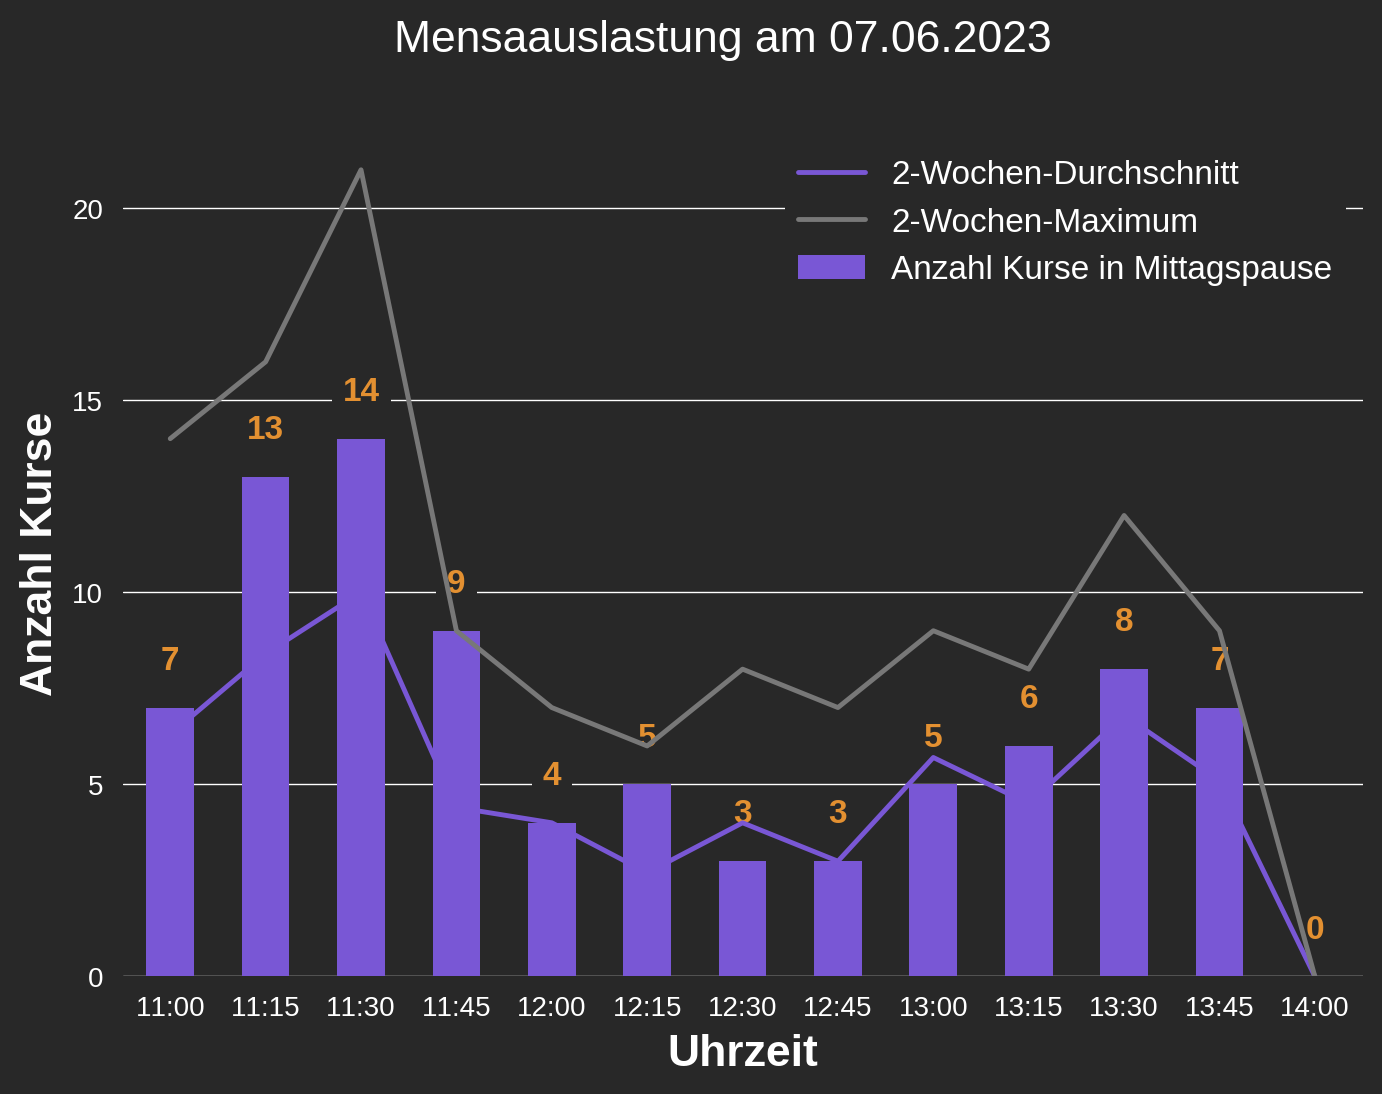 Mensaauslastung am 07.06.2023
2-Wochen-Durchschnitt
2-Wochen-Maximum
Anzahl Kurse in Mittagspause
Anzahl Kurse
20
15
10
5
0
7
13
14
9
4
5
3
3
5
6
8
7
0
11:00 11:15 11:30 11:45 12:00 12:15 12:30 12:45 13:00 13:15 13:30 13:45 14:00
Uhrzeit